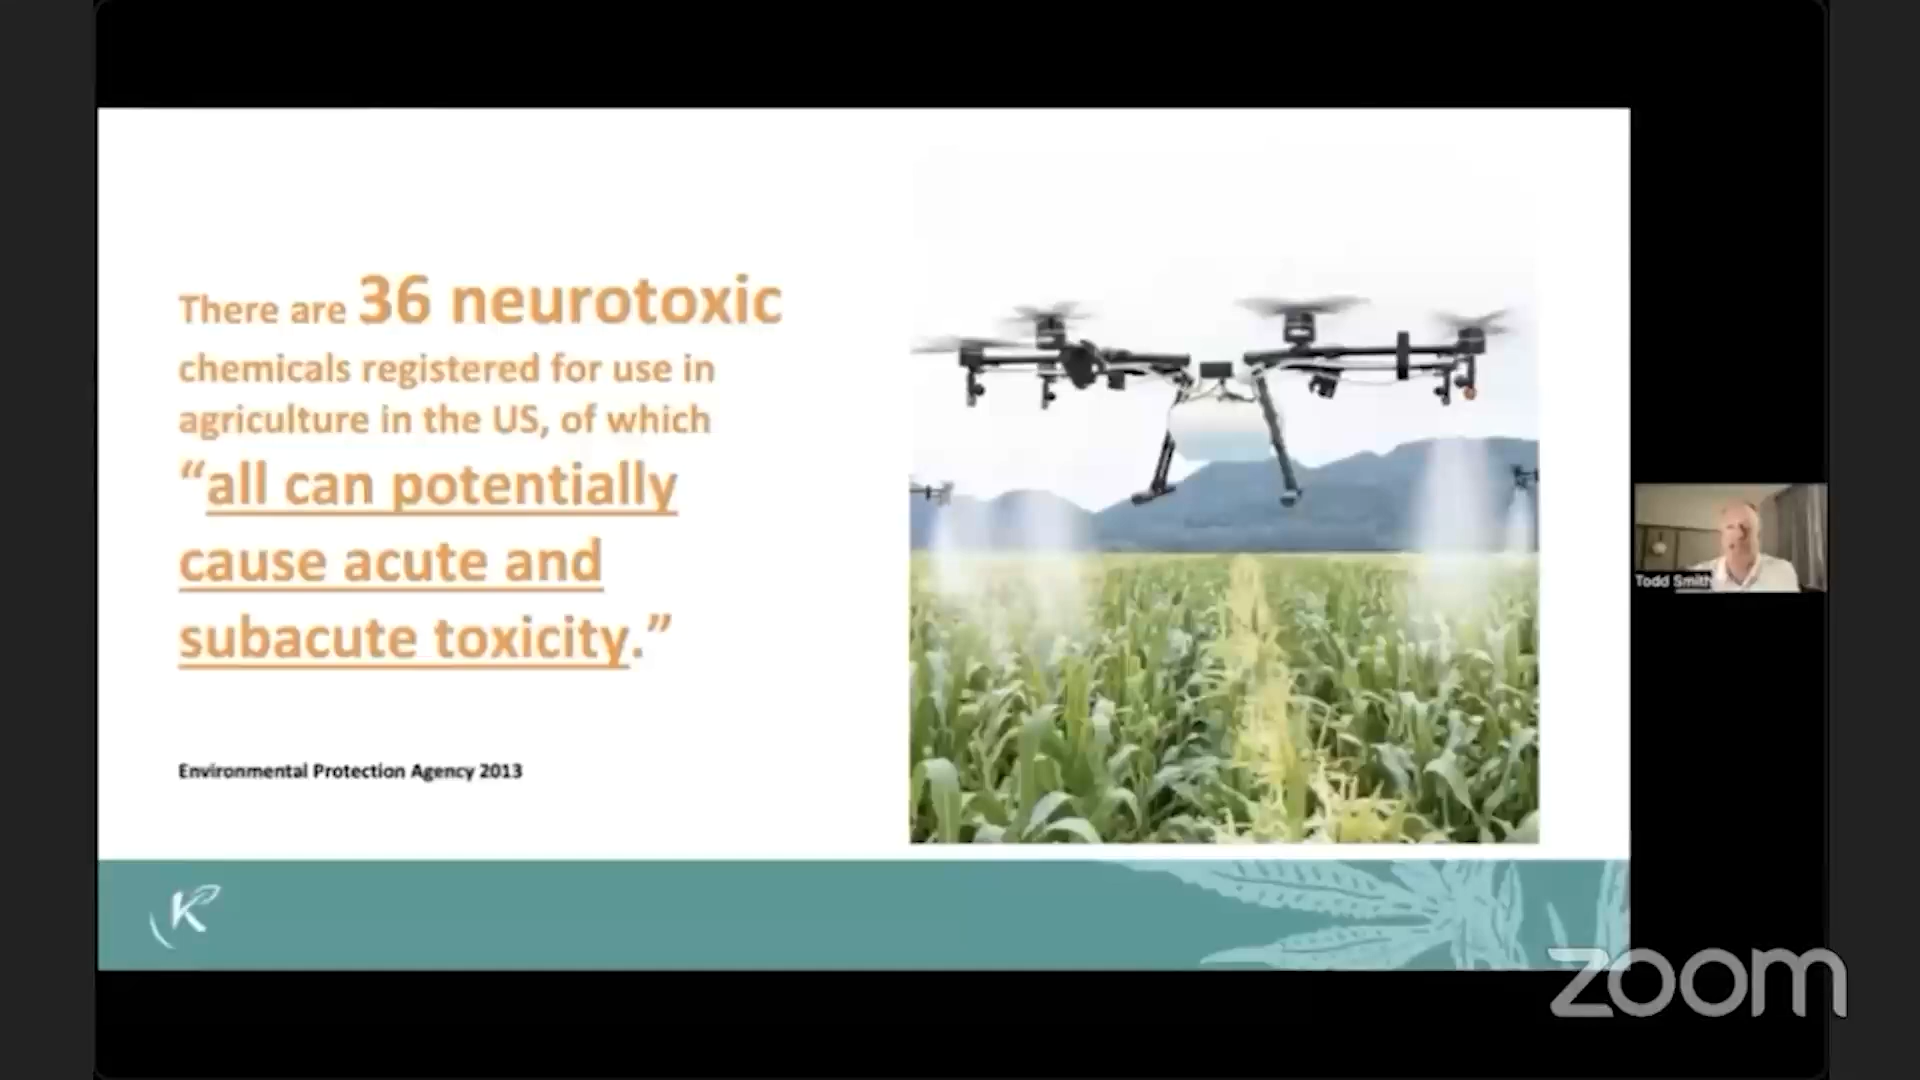 There are 36 neurotoxic
chemicals registered for use in
agriculture in the US, of which
“all can potentially
cause acute and
subacute toxicity.”
Environmental Protection Agency 2013
K
Todd Smith
zoom